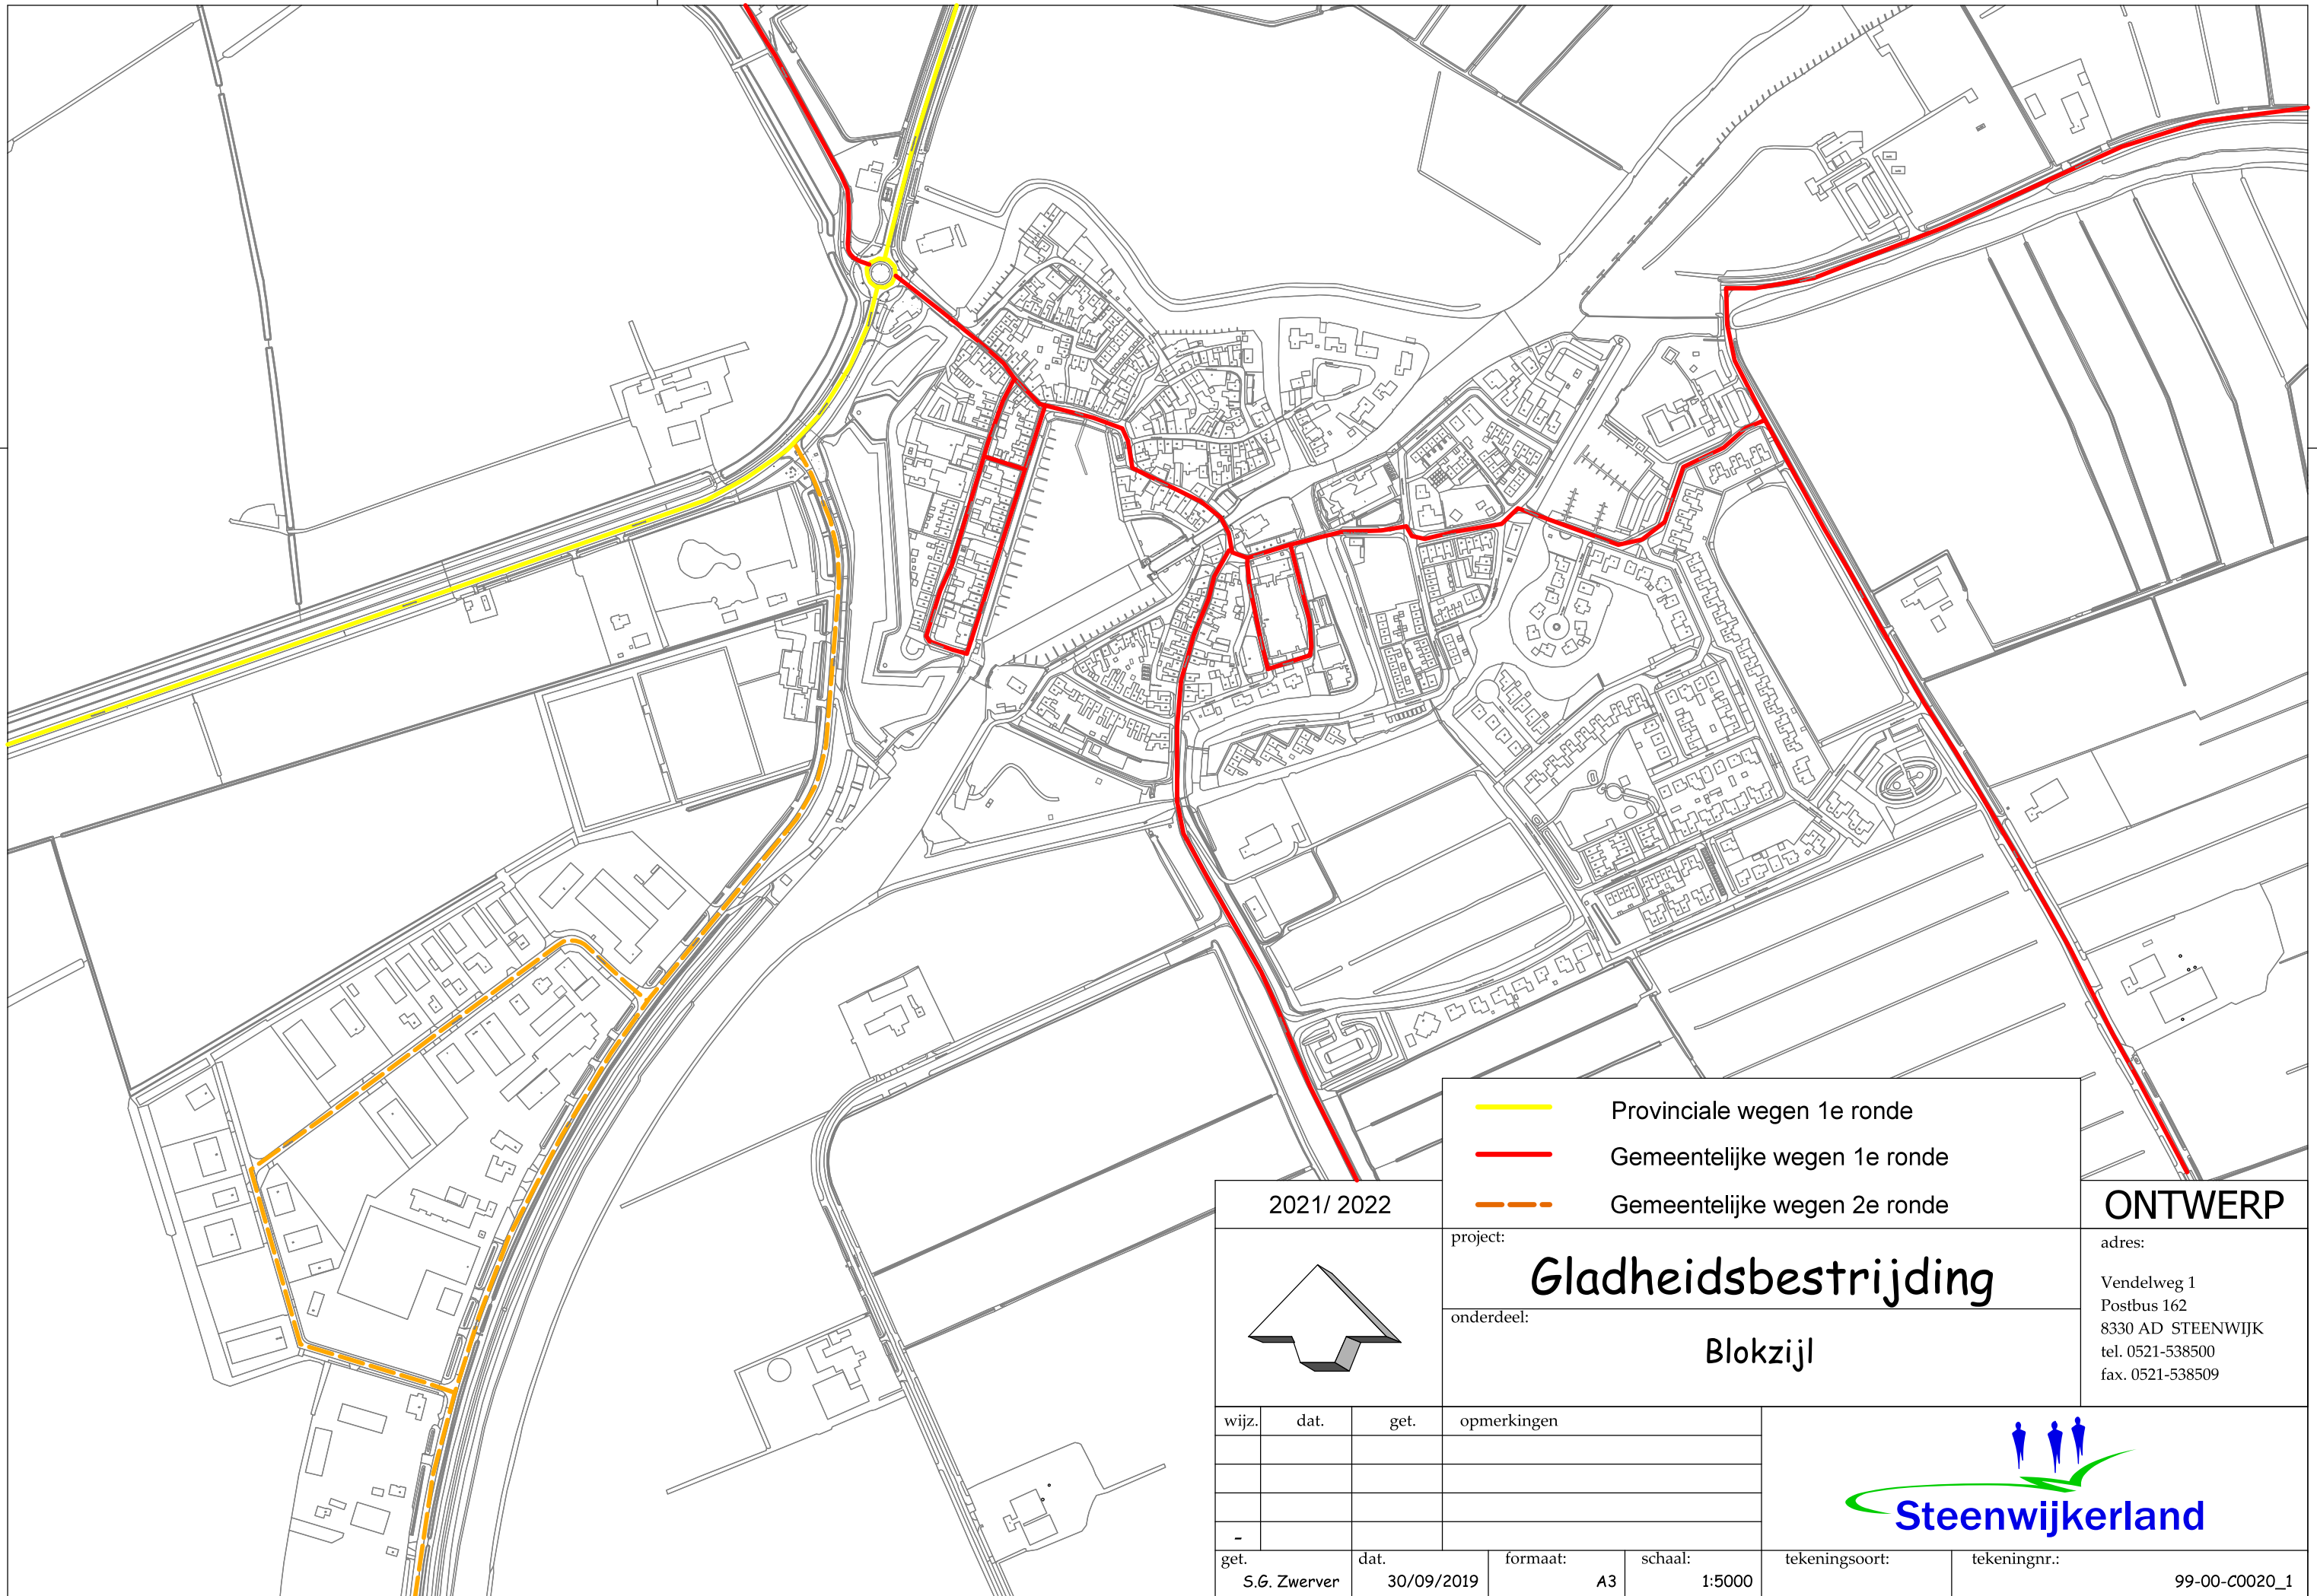 Provinciale wegen 1e ronde
Gemeentelijke wegen 1e ronde
Gemeentelijke wegen 2e ronde
2021/ 2022
ONTWERP
project:
Gladheidsbestrijding
onderdeel:
Blokzijl
adres:
Vendelweg 1
Postbus 162
8330 AD STEENWIJK
tel. 0521-538500
fax. 0521-538509
wijz. dat. get. opmerkingen
-
Steenwijkerland
get. dat. formaat: schaal: tekeningsoort: tekeningnr.:
S.G. Zwerver 30/09/2019 A3 1:5000 99-00-C0020_1